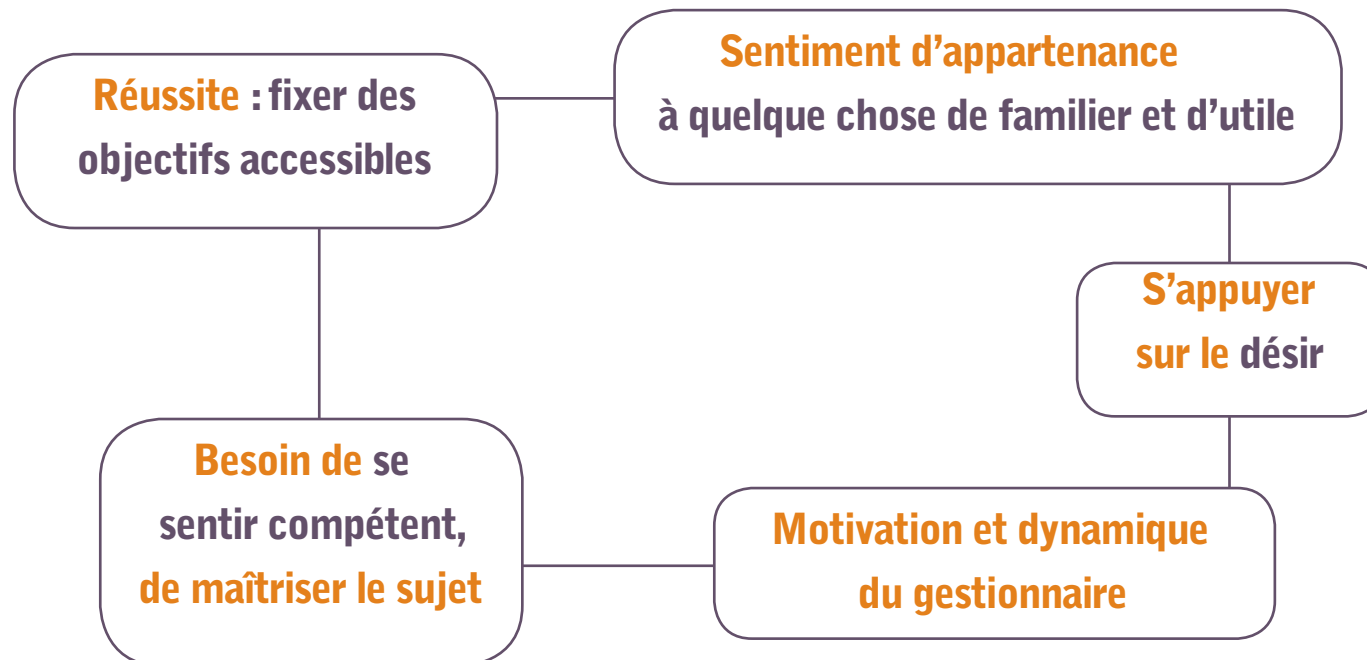 Réussite : fixer des
objectifs accessibles
Sentiment d’appartenance
à quelque chose de familier et d’utile
S’appuyer
sur le désir
Besoin de se
sentir compétent,
de maîtriser le sujet
Motivation et dynamique
du gestionnaire